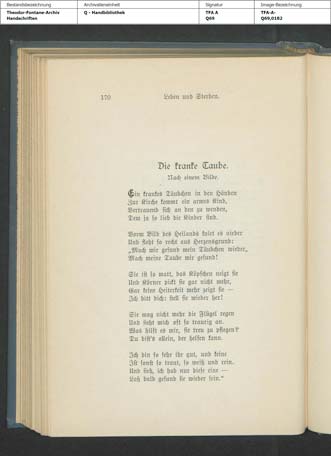 Bestandsbezeichnung
Archivalieneinheit
Signatur
Image-Bezeichnung
Theodor-Fontane-Archiv
Handschriften
Q - Handbibliothek
TFA A
Q69
TFA-A-
Q69,0182
170
Leben und Sterben.
Die kranke Taube.
Nach einem Bilde.
Ein krankes Täubchen in den Händen
Zur Kirche kommt ein armes Kind,
Vertrauend sich an den zu wenden,
Dem ja so lieb die Kinder sind.
Vorm Bild des Heilands kniet es nieder
Und fleht so recht aus Herzensgrund:
„Mach mir gesund mein Täubchen wieder,
Mach meine Taube mir gesund!
Sie ist so matt, das Köpfchen neigt sie
Und Körner pickt sie gar nicht mehr,
Gar keine Heiterkeit mehr zeigt sie —
Ich bitt dich: stell sie wieder her!
Sie mag nicht mehr die Flügel regen
Und sieht mich oft so traurig an.
Was hilft es mir, sie treu zu pflegen?
Du bist's allein, der helfen kann.
Ich bin so sehr ihr gut, und keine
Ist sonst so traut, so weiß und rein.
Und sieh, ich hab nur diese eine —
Laß bald gesund sie wieder sein.“